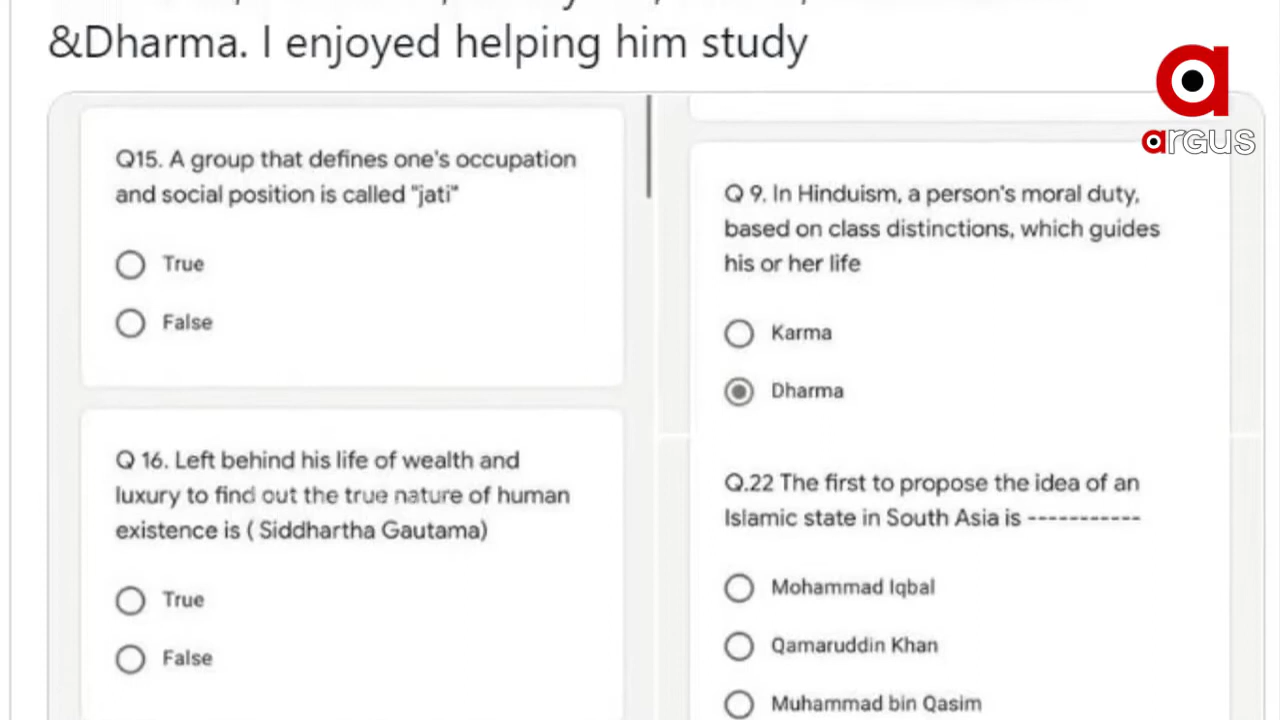 &Dharma. I enjoyed helping him study
argus
Q15. A group that defines one's occupation
and social position is called "jati"
True
False
Q 16. Left behind his life of wealth and
luxury to find out the true nature of human
existence is ( Siddhartha Gautama)
True
False
Q 9. In Hinduism, a person's moral duty,
based on class distinctions, which guides
his or her life
Karma
Dharma
Q.22 The first to propose the idea of an
Islamic state in South Asia is -----------
Mohammad Iqbal
Qamaruddin Khan
Muhammad bin Qasim